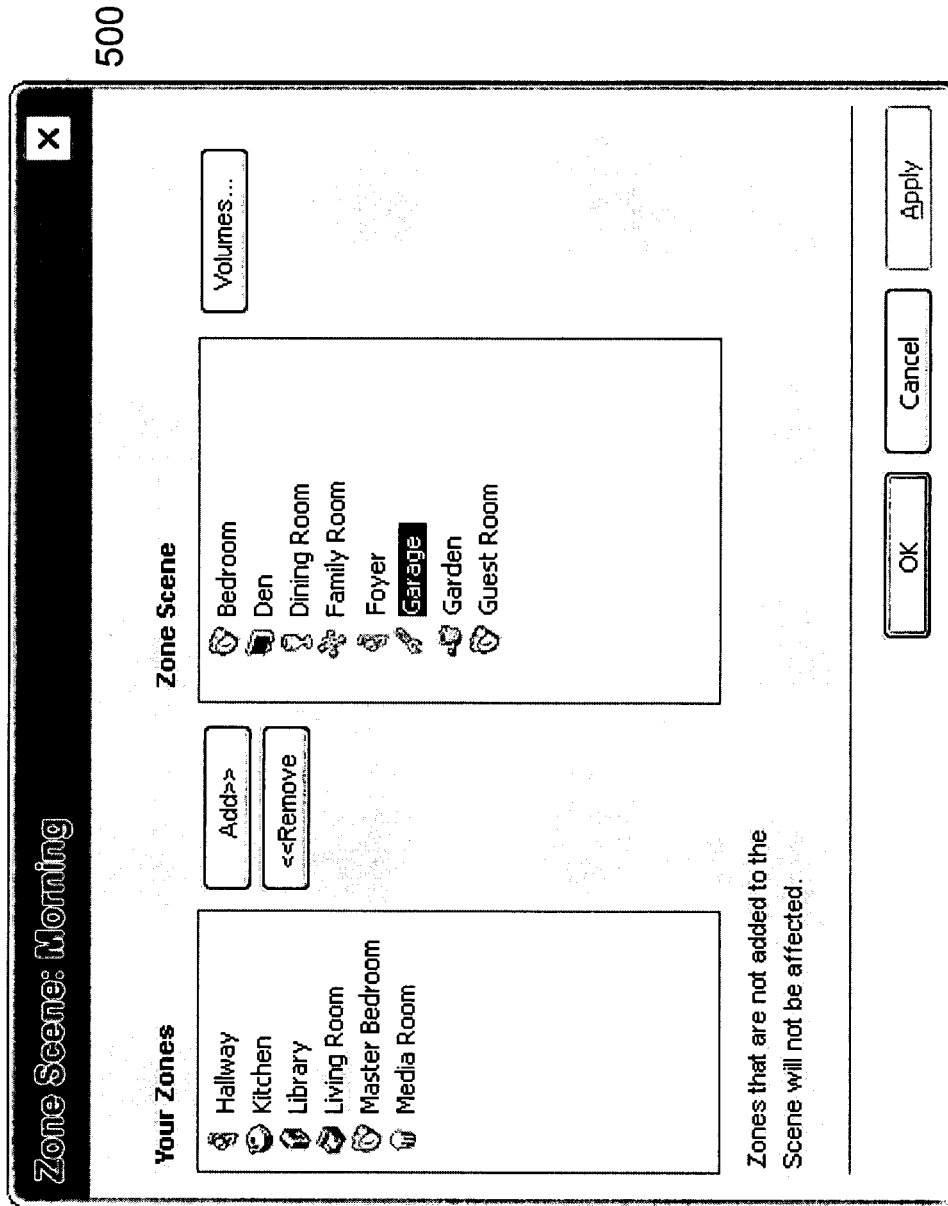 500
Zone Scene: Morning
X
Your Zones
Hallway
Kitchen
Library
Living Room
Master Bedroom
Media Room
Add>>
<<Remove
Zone Scene
Bedroom
Den
Dining Room
Family Room
Foyer
Garage
Garden
Guest Room
Volumes...
Zones that are not added to the
Scene will not be affected.
OK
Cancel
Apply